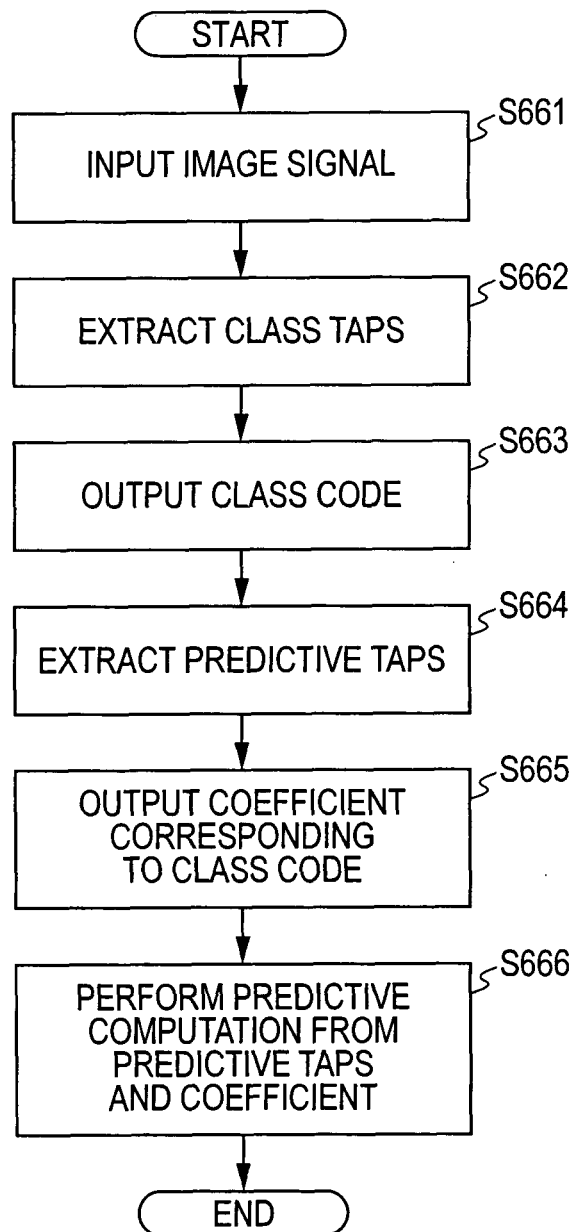 START
S661
INPUT IMAGE SIGNAL
S662
EXTRACT CLASS TAPS
S663
OUTPUT CLASS CODE
S664
EXTRACT PREDICTIVE TAPS
S665
OUTPUT COEFFICIENT
CORRESPONDING
TO CLASS CODE
S666
PERFORM PREDICTIVE
COMPUTATION FROM
PREDICTIVE TAPS
AND COEFFICIENT
END